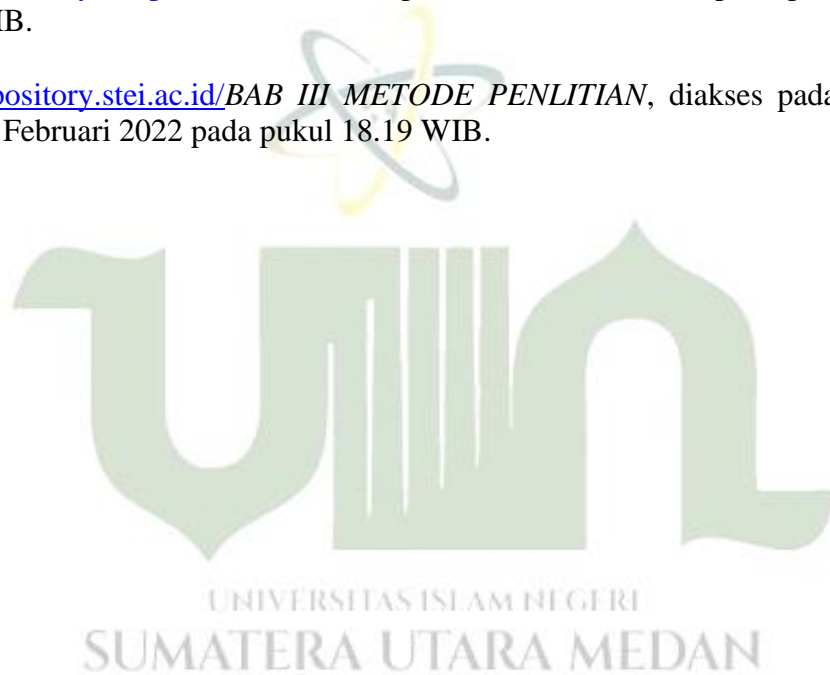 IB.
pository.stei.ac.id/BAB III METODE PENLITIAN, diakses pada
Februari 2022 pada pukul 18.19 WIB.
UIN
UNIVERSITAS ISLAM NEGERI
SUMATERA UTARA MEDAN